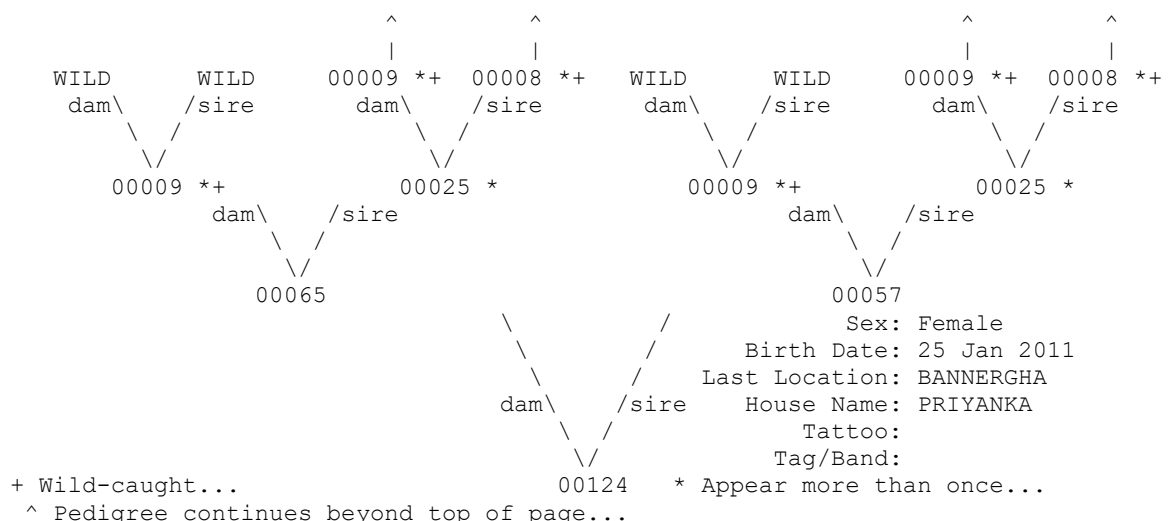 ^ ^ ^ ^
| | | |
WILD WILD 00009 *+ 00008 *+ WILD WILD 00009 *+ 00008 *+
dam\ /sire dam\ /sire dam\ /sire dam\ /sire
\ / \ / \ / \ /
\/ \/ \/ \/
00009 *+ 00025 * 00009 *+ 00025 *
dam\ /sire dam\ /sire
\ / \ /
\/ \/
00065 00057
\ / Sex: Female
\ / Birth Date: 25 Jan 2011
\ / Last Location: BANNERGHA
dam\ /sire House Name: PRIYANKA
\ / Tattoo:
\/ Tag/Band:
+ Wild-caught... 00124 * Appear more than once...
^ Pedigree continues beyond top of page...